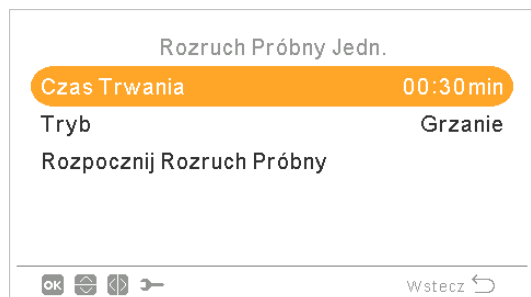 Rozruch Próbny Jedn.
Czas Trwania 00:30min
Tryb Grzanie
Rozpocznij Rozruch Próbny
OK Wstecz